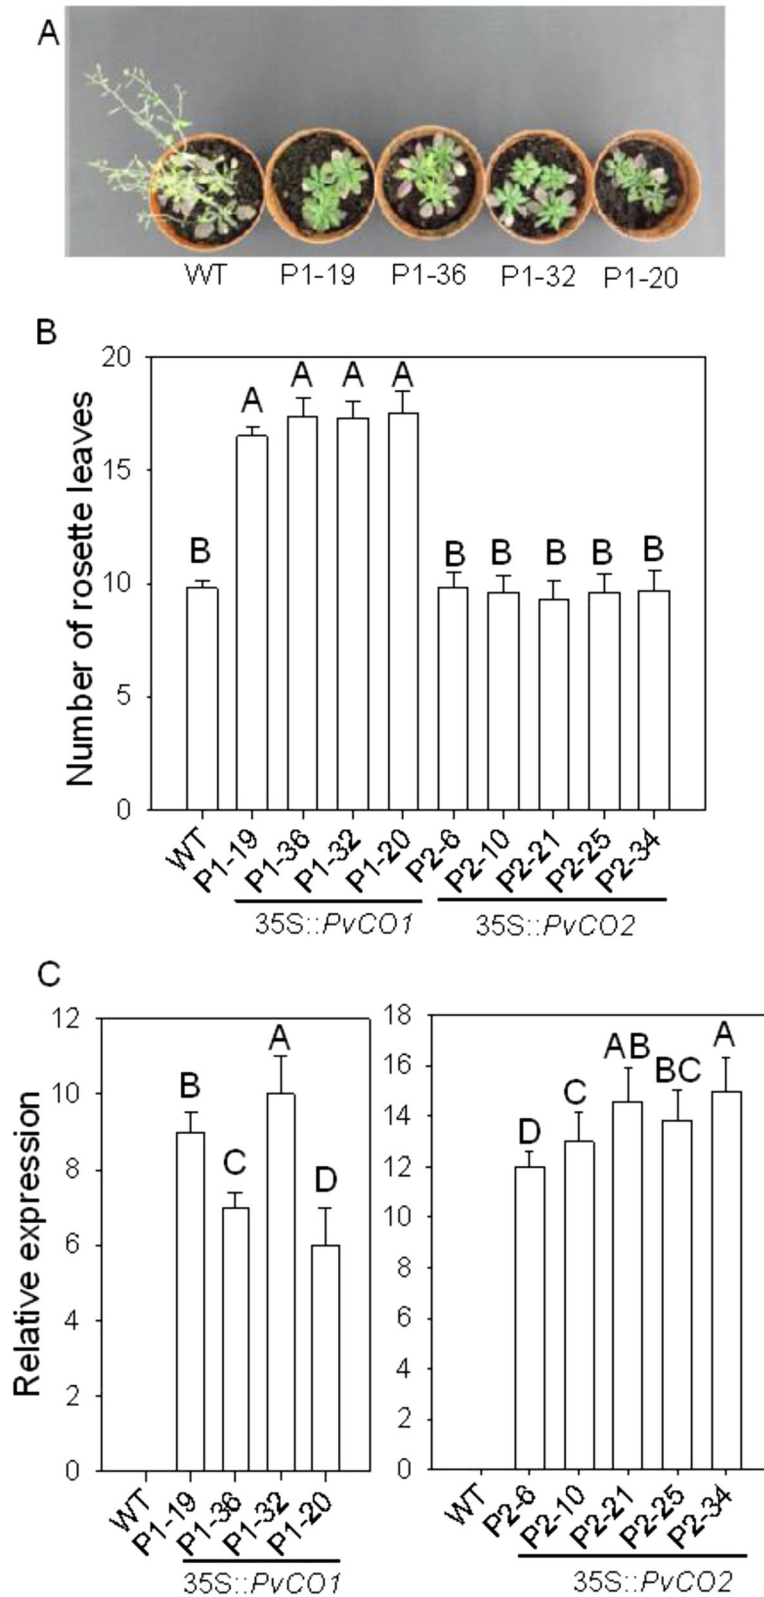 A
WT P1-19 P1-36 P1-32 P1-20
B
Number of rosette leaves
20
15
10
5
0
B A A A A B B B B B
WT P1-19 P1-36 P1-32 P1-20 P2-6 P2-10 P2-21 P2-25 P2-34
35S::PvCO1 35S::PvCO2
C
Relative expression
12
10
8
6
4
2
0
B C A D
WT P1-19 P1-36 P1-32 P1-20
35S::PvCO1
18
16
14
12
10
8
6
4
2
0
D C AB BC A
WT P2-6 P2-10 P2-21 P2-25 P2-34
35S::PvCO2